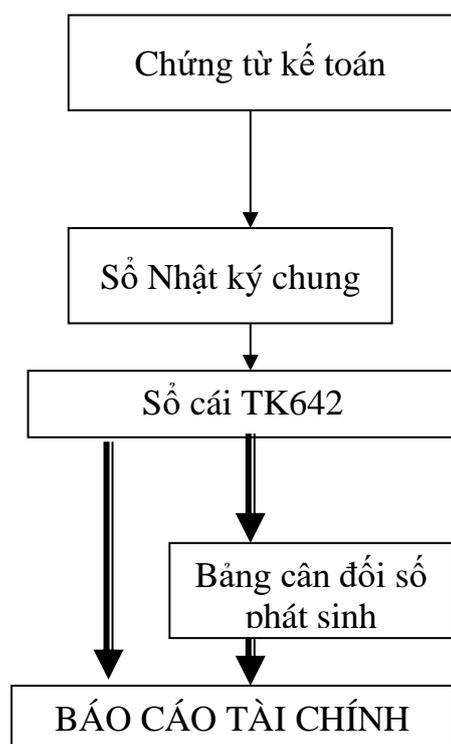 Chứng từ kế toán
Sổ Nhật ký chung
Sổ cái TK642
Bảng cân đối số
phát sinh
BÁO CÁO TÀI CHÍNH